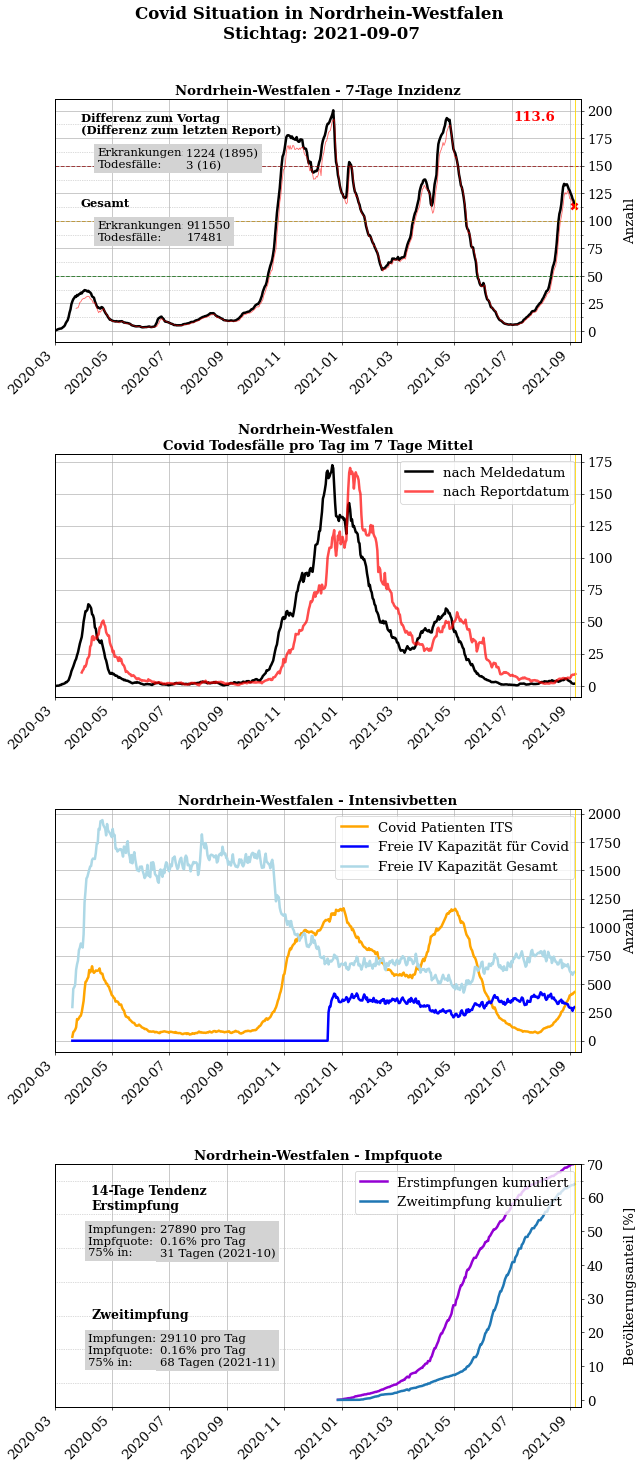 Covid Situation in Nordrhein-Westfalen
Stichtag: 2021-09-07
Nordrhein-Westfalen - 7-Tage Inzidenz
Differenz zum Vortag
(Differenz zum letzten Report)
Erkrankungen 1224 (1895)
Todesfälle: 3 (16)
Gesamt
Erkrankungen 911550
Todesfälle: 17481
113.6
200
175
150
125
100
75
50
25
0
Anzahl
2020-03
2020-05
2020-07
2020-09
2020-11
2021-01
2021-03
2021-05
2021-07
2021-09
Nordrhein-Westfalen
Covid Todesfälle pro Tag im 7 Tage Mittel
nach Meldedatum
nach Reportdatum
175
150
125
100
75
50
25
0
2020-03
2020-05
2020-07
2020-09
2020-11
2021-01
2021-03
2021-05
2021-07
2021-09
Nordrhein-Westfalen - Intensivbetten
Covid Patienten ITS
Freie IV Kapazität für Covid
Freie IV Kapazität Gesamt
2000
1750
1500
1250
1000
750
500
250
0
Anzahl
2020-03
2020-05
2020-07
2020-09
2020-11
2021-01
2021-03
2021-05
2021-07
2021-09
Nordrhein-Westfalen - Impfquote
14-Tage Tendenz
Erstimpfung
Impfungen: 27890 pro Tag
Impfquote: 0.16% pro Tag
75% in: 31 Tagen (2021-10)
Zweitimpfung
Impfungen: 29110 pro Tag
Impfquote: 0.16% pro Tag
75% in: 68 Tagen (2021-11)
Erstimpfungen kumuliert
Zweitimpfung kumuliert
70
60
50
40
30
20
10
0
Bevölkerungsanteil [%]
2020-03
2020-05
2020-07
2020-09
2020-11
2021-01
2021-03
2021-05
2021-07
2021-09